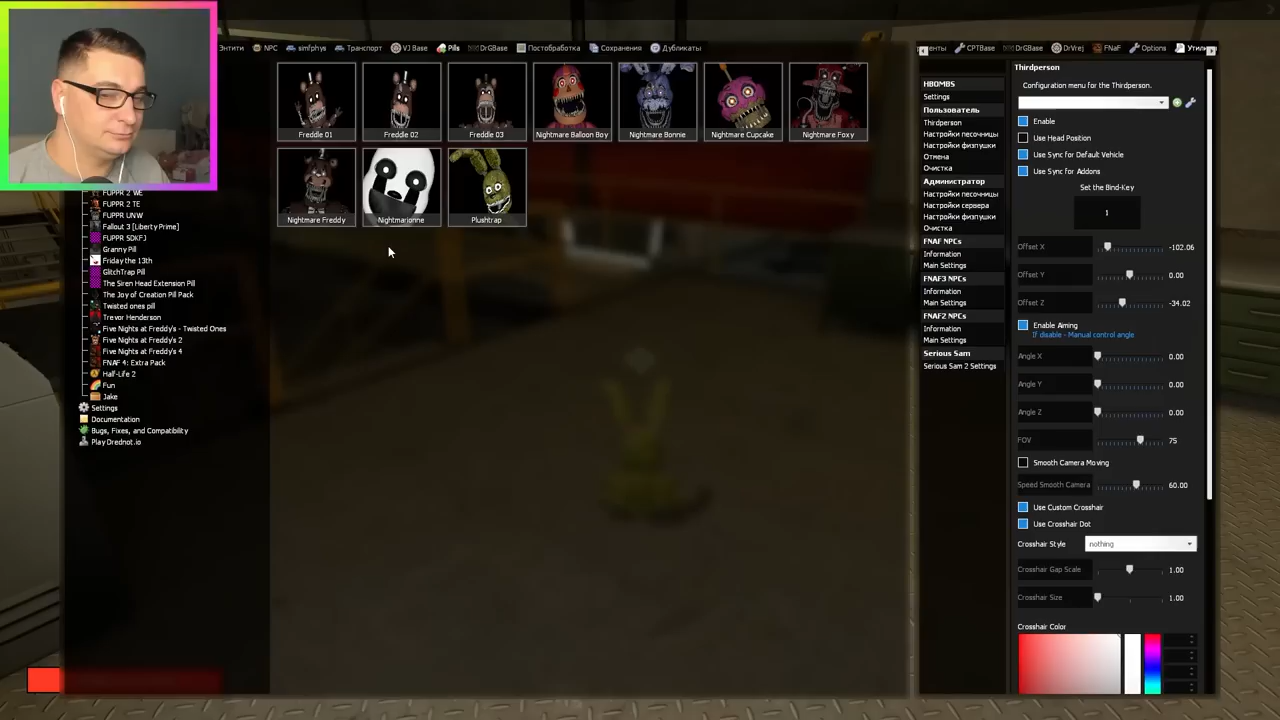 энтити NPC simfphys Транспорт VJ Base Pills DrGBase Постобработка Сохранения Дубликаты
Freddle 01 Freddle 02 Freddle 03 Nightmare Balloon Boy Nightmare Bonnie Nightmare Cupcake Nightmare Foxy
Nightmare Freddy Nightmarionne Plushtrap
FUPPR 2 WE
FUPPR 2 TE
FUPPR UNW
Fallout 3 [Liberty Prime]
FUPPR SDKFJ
Granny Pill
Friday the 13th
GlitchTrap Pill
The Siren Head Extension Pill
The Joy of Creation Pill Pack
Twisted ones pill
Trevor Henderson
Five Nights at Freddy's - Twisted Ones
Five Nights at Freddy's 2
Five Nights at Freddy's 4
FNAF 4: Extra Pack
Half-Life 2
Fun
Jake
Settings
Documentation
Bugs, Fixes, and Compatibility
Play Drednot.io
енты CPTBase DrGBase DrVrej FNaF Options Утили
HBOMBS
Settings
Пользователь
Thirdperson
Настройки песочницы
Настройки физпушки
Отмена
Очистка
Администратор
Настройки песочницы
Настройки сервера
Настройки физпушки
Очистка
FNAF NPCs
Information
Main Settings
FNAF3 NPCs
Information
Main Settings
FNAF2 NPCs
Information
Main Settings
Serious Sam
Serious Sam 2 Settings
Thirdperson
Configuration menu for the Thirdperson.
Enable
Use Head Position
Use Sync for Default Vehicle
Use Sync for Addons
Set the Bind-Key
1
Offset X -102.06
Offset Y 0.00
Offset Z -34.02
Enable Aiming
If disable - Manual control angle
Angle X 0.00
Angle Y 0.00
Angle Z 0.00
FOV 75
Smooth Camera Moving
Speed Smooth Camera 60.00
Use Custom Crosshair
Use Crosshair Dot
Crosshair Style nothing
Crosshair Gap Scale 1.00
Crosshair Size 1.00
Crosshair Color